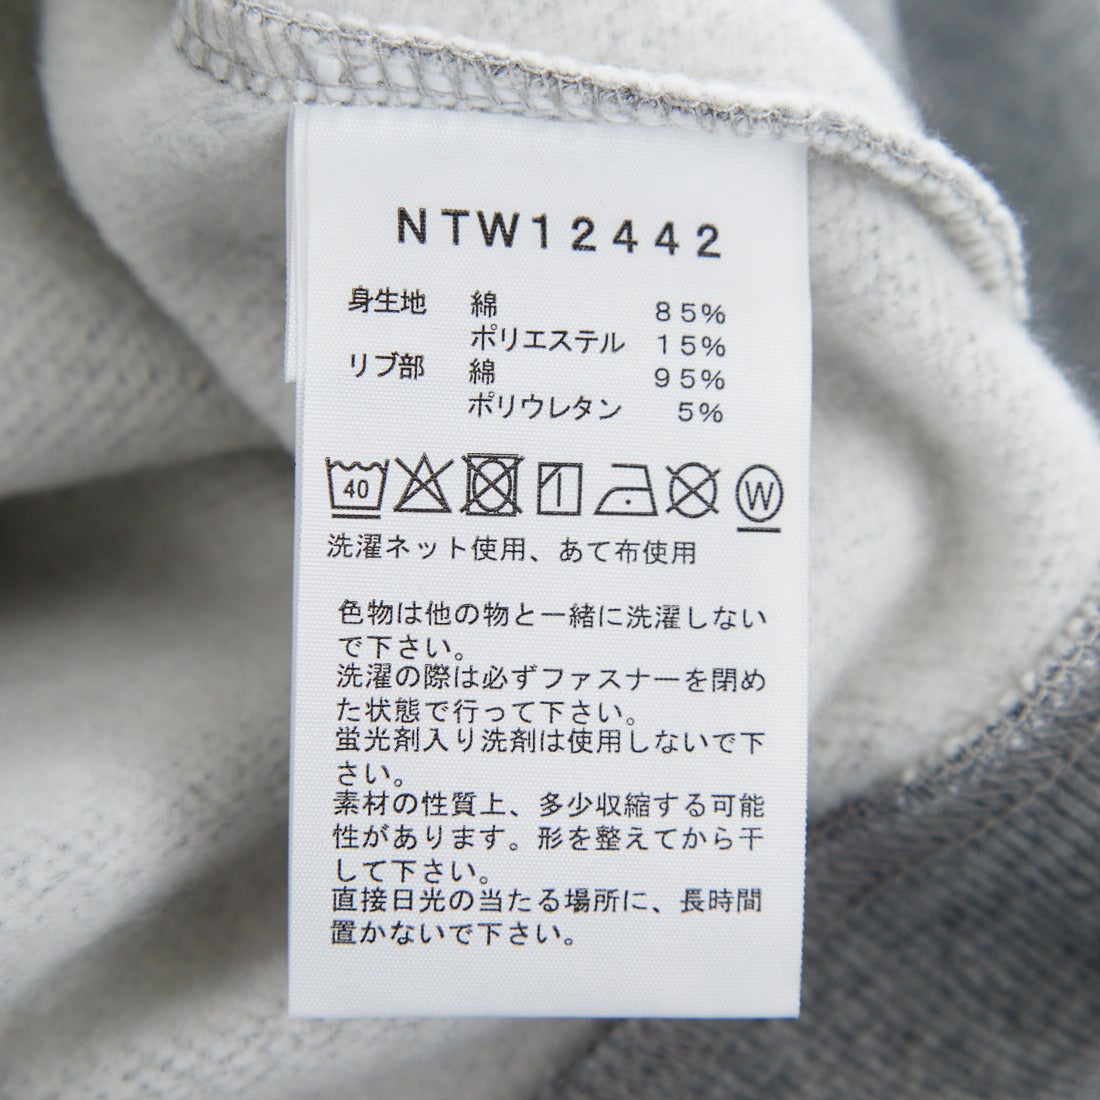 NTW12442
身生地 綿 85%
ポリエステル 15%
リブ部 綿 95%
ポリウレタン 5%
40 W
洗濯ネット使用、あて布使用
色物は他の物と一緒に洗濯しない
で下さい。
洗濯の際は必ずファスナーを閉め
た状態で行って下さい。
蛍光剤入り洗剤は使用しないで下
さい。
素材の性質上、多少収縮する可能
性があります。形を整えてから干
して下さい。
直接日光の当たる場所に、長時間
置かないで下さい。